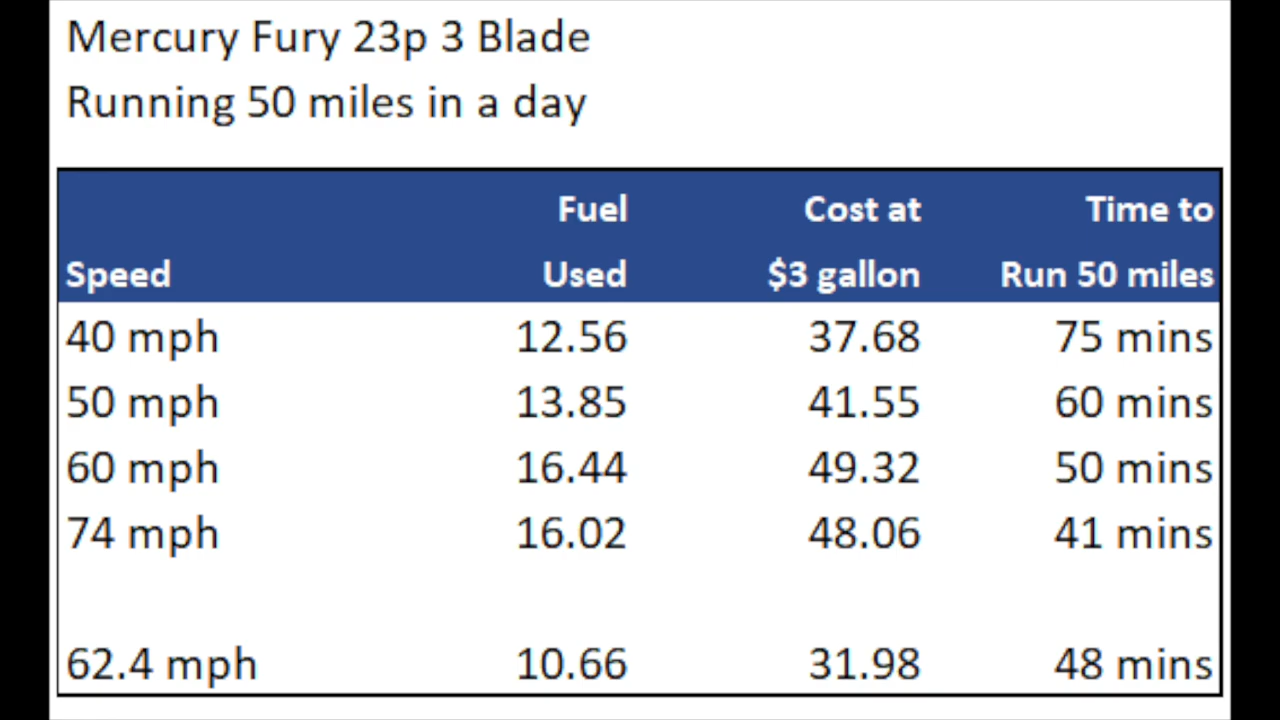 Mercury Fury 23p 3 Blade
Running 50 miles in a day
Fuel Cost at Time to
Speed Used $3 gallon Run 50 miles
40 mph 12.56 37.68 75 mins
50 mph 13.85 41.55 60 mins
60 mph 16.44 49.32 50 mins
74 mph 16.02 48.06 41 mins
62.4 mph 10.66 31.98 48 mins